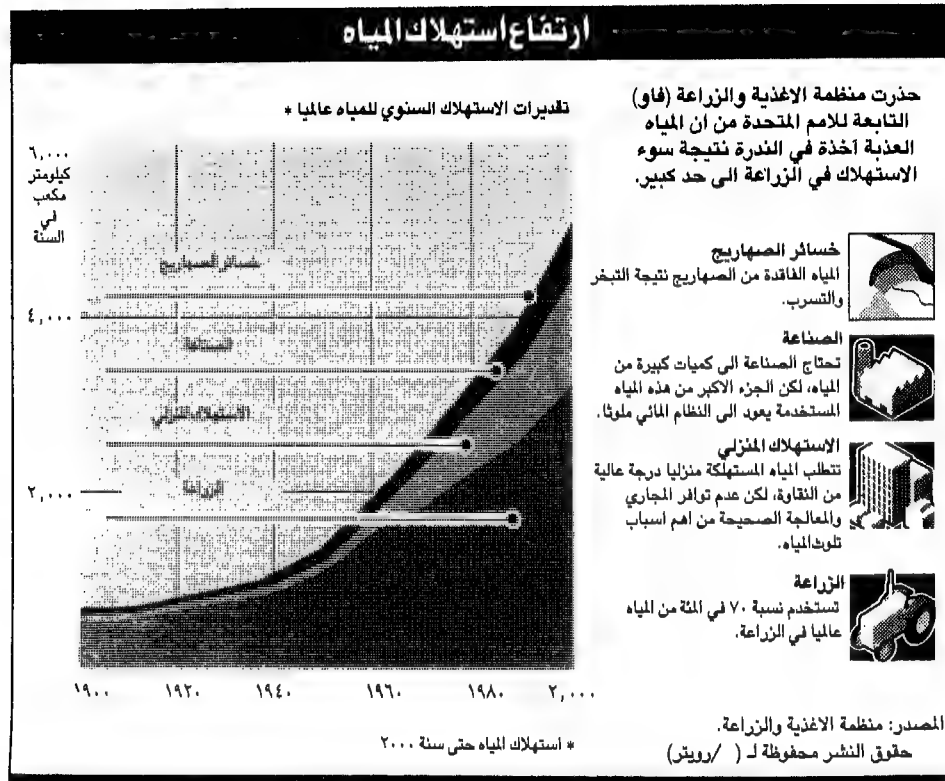 ارتفاع استهلاك المياه
حذرت منظمة الاغذية والزراعة (فاو)
التابعة للامم المتحدة من ان المياه
العذبة آخذة في الندرة نتيجة سوء
الاستهلاك في الزراعة الى حد كبير.
خسائر الصهاريج
المياه الفاقدة من الصهاريج نتيجة التبخر
والتسرب.
الصناعة
تحتاج الصناعة الى كميات كبيرة من
المياه، لكن الجزء الاكبر من هذه المياه
المستخدمة يعود الى النظام المائي ملوثا.
الاستهلاك المنزلي
تتطلب المياه المستهلكة منزليا درجة عالية
من النقاوة، لكن عدم توافر المجاري
والمعالجة الصحيحة من اهم اسباب
تلوث المياه.
الزراعة
تستخدم نسبة ٧٠ في المئة من المياه
عالميا في الزراعة.
المصدر: منظمة الاغذية والزراعة.
حقوق النشر محفوظة لـ ( /رويتر)
تقديرات الاستهلاك السنوي للمياه عالميا *
٦,٠٠٠
كيلومتر
مكعب
في
السنة
خسائر الصهاريج
٤,٠٠٠
الصناعة
الاستهلاك المنزلي
٢,٠٠٠
الزراعة
١٩٠٠ ١٩٢٠ ١٩٤٠ ١٩٦٠ ١٩٨٠ ٢,٠٠٠
* استهلاك المياه حتى سنة ٢٠٠٠